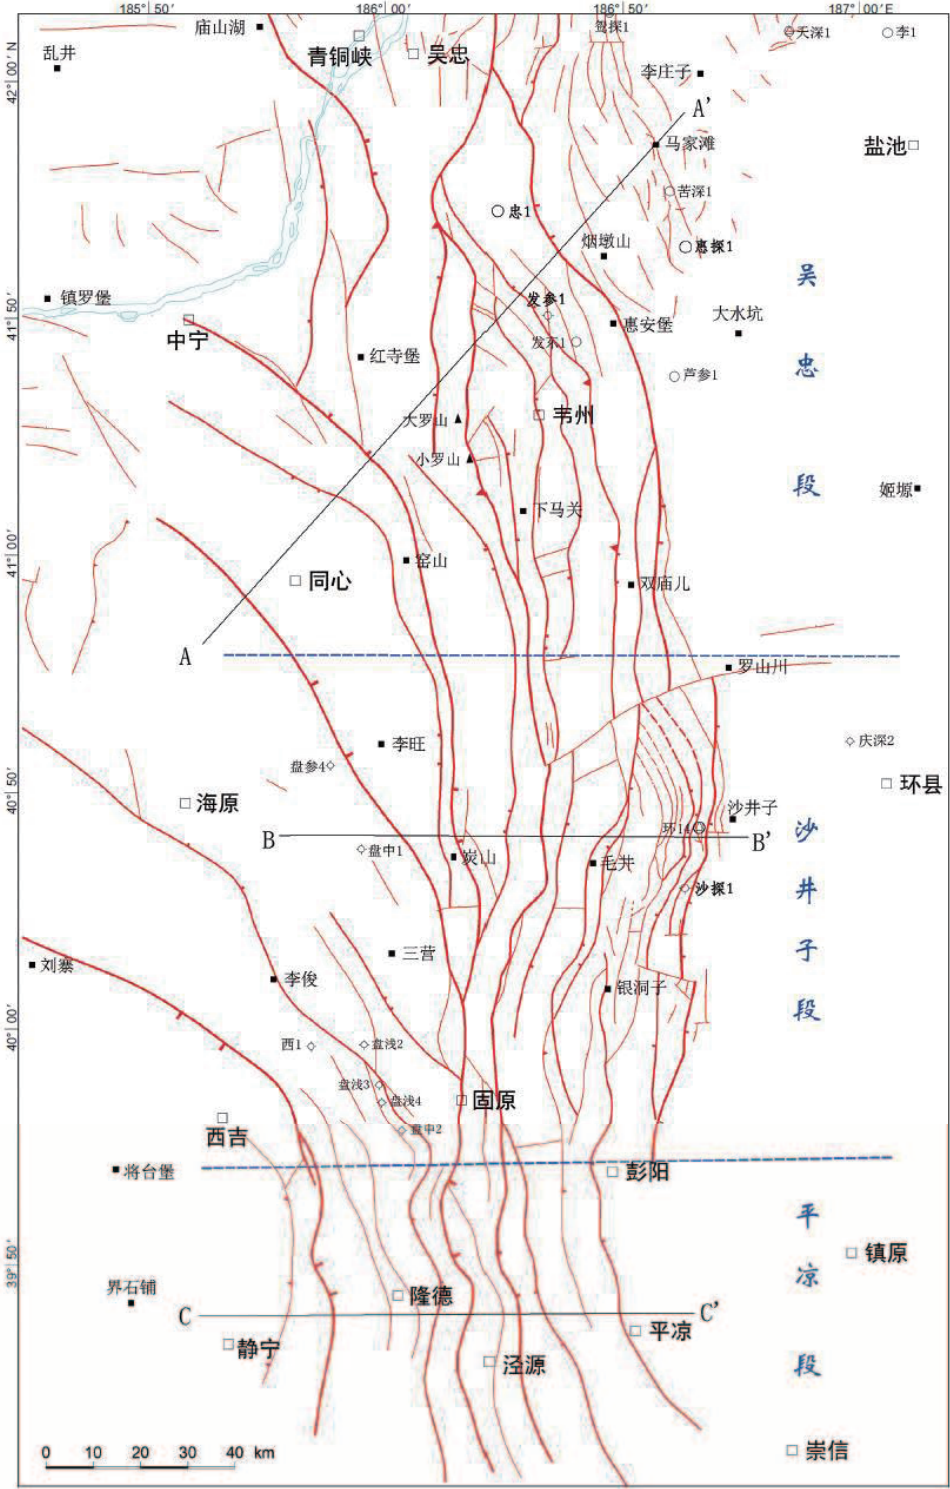 185°|50′
186°|00′
186°|50′
187°|00′E
42°|00′ N
41°|50′
41°|00′
40°|50′
40°|00′
39°|50′
庙山湖
鸳探1
天深1
李1
乱井
青铜峡
吴忠
李庄子
A'
马家滩
盐池
苦深1
忠1
惠探1
烟墩山
吴
忠
段
镇罗堡
发参1
惠安堡
大水坑
中宁
红寺堡
芦参1
大罗山
韦州
小罗山
姬塬
下马关
窑山
同心
双庙儿
A
罗山川
李旺
庆深2
盘参4
环县
海原
沙井子
环14
沙
井
子
段
B
B'
盘中1
炭山
毛井
沙探1
三营
刘寨
李俊
银洞子
西1
盘浅2
盘浅3
盘浅4
固原
西吉
盘中2
将台堡
彭阳
平
凉
段
镇原
界石铺
隆德
C
C'
静宁
平凉
泾源
崇信
0 10 20 30 40 km